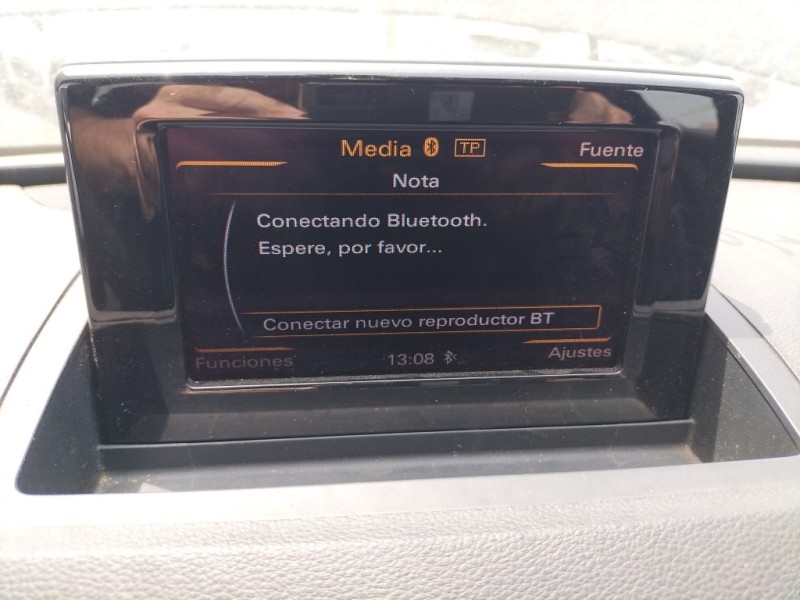 Media TP Fuente
Nota
Conectando Bluetooth.
Espere, por favor...
Conectar nuevo reproductor BT
Funciones 13:08 Ajustes